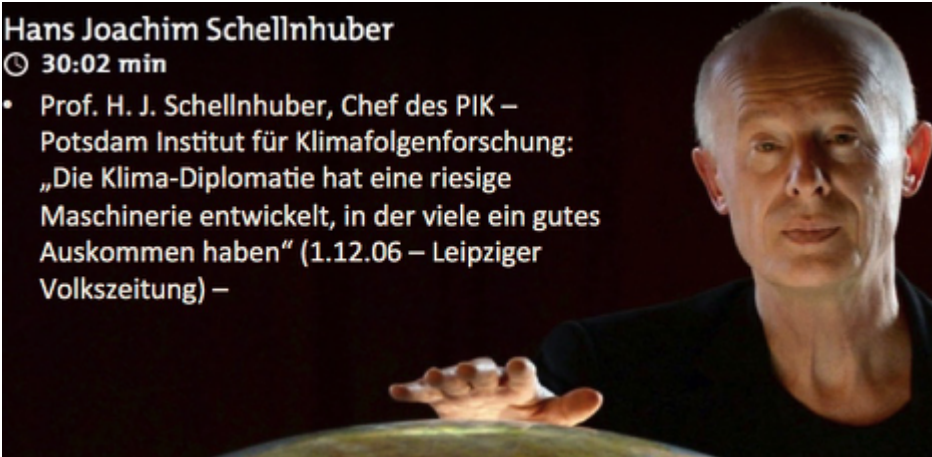 Hans Joachim Schellnhuber
30:02 min
• Prof. H. J. Schellnhuber, Chef des PIK –
Potsdam Institut für Klimafolgenforschung:
„Die Klima-Diplomatie hat eine riesige
Maschinerie entwickelt, in der viele ein gutes
Auskommen haben“ (1.12.06 – Leipziger
Volkszeitung) –